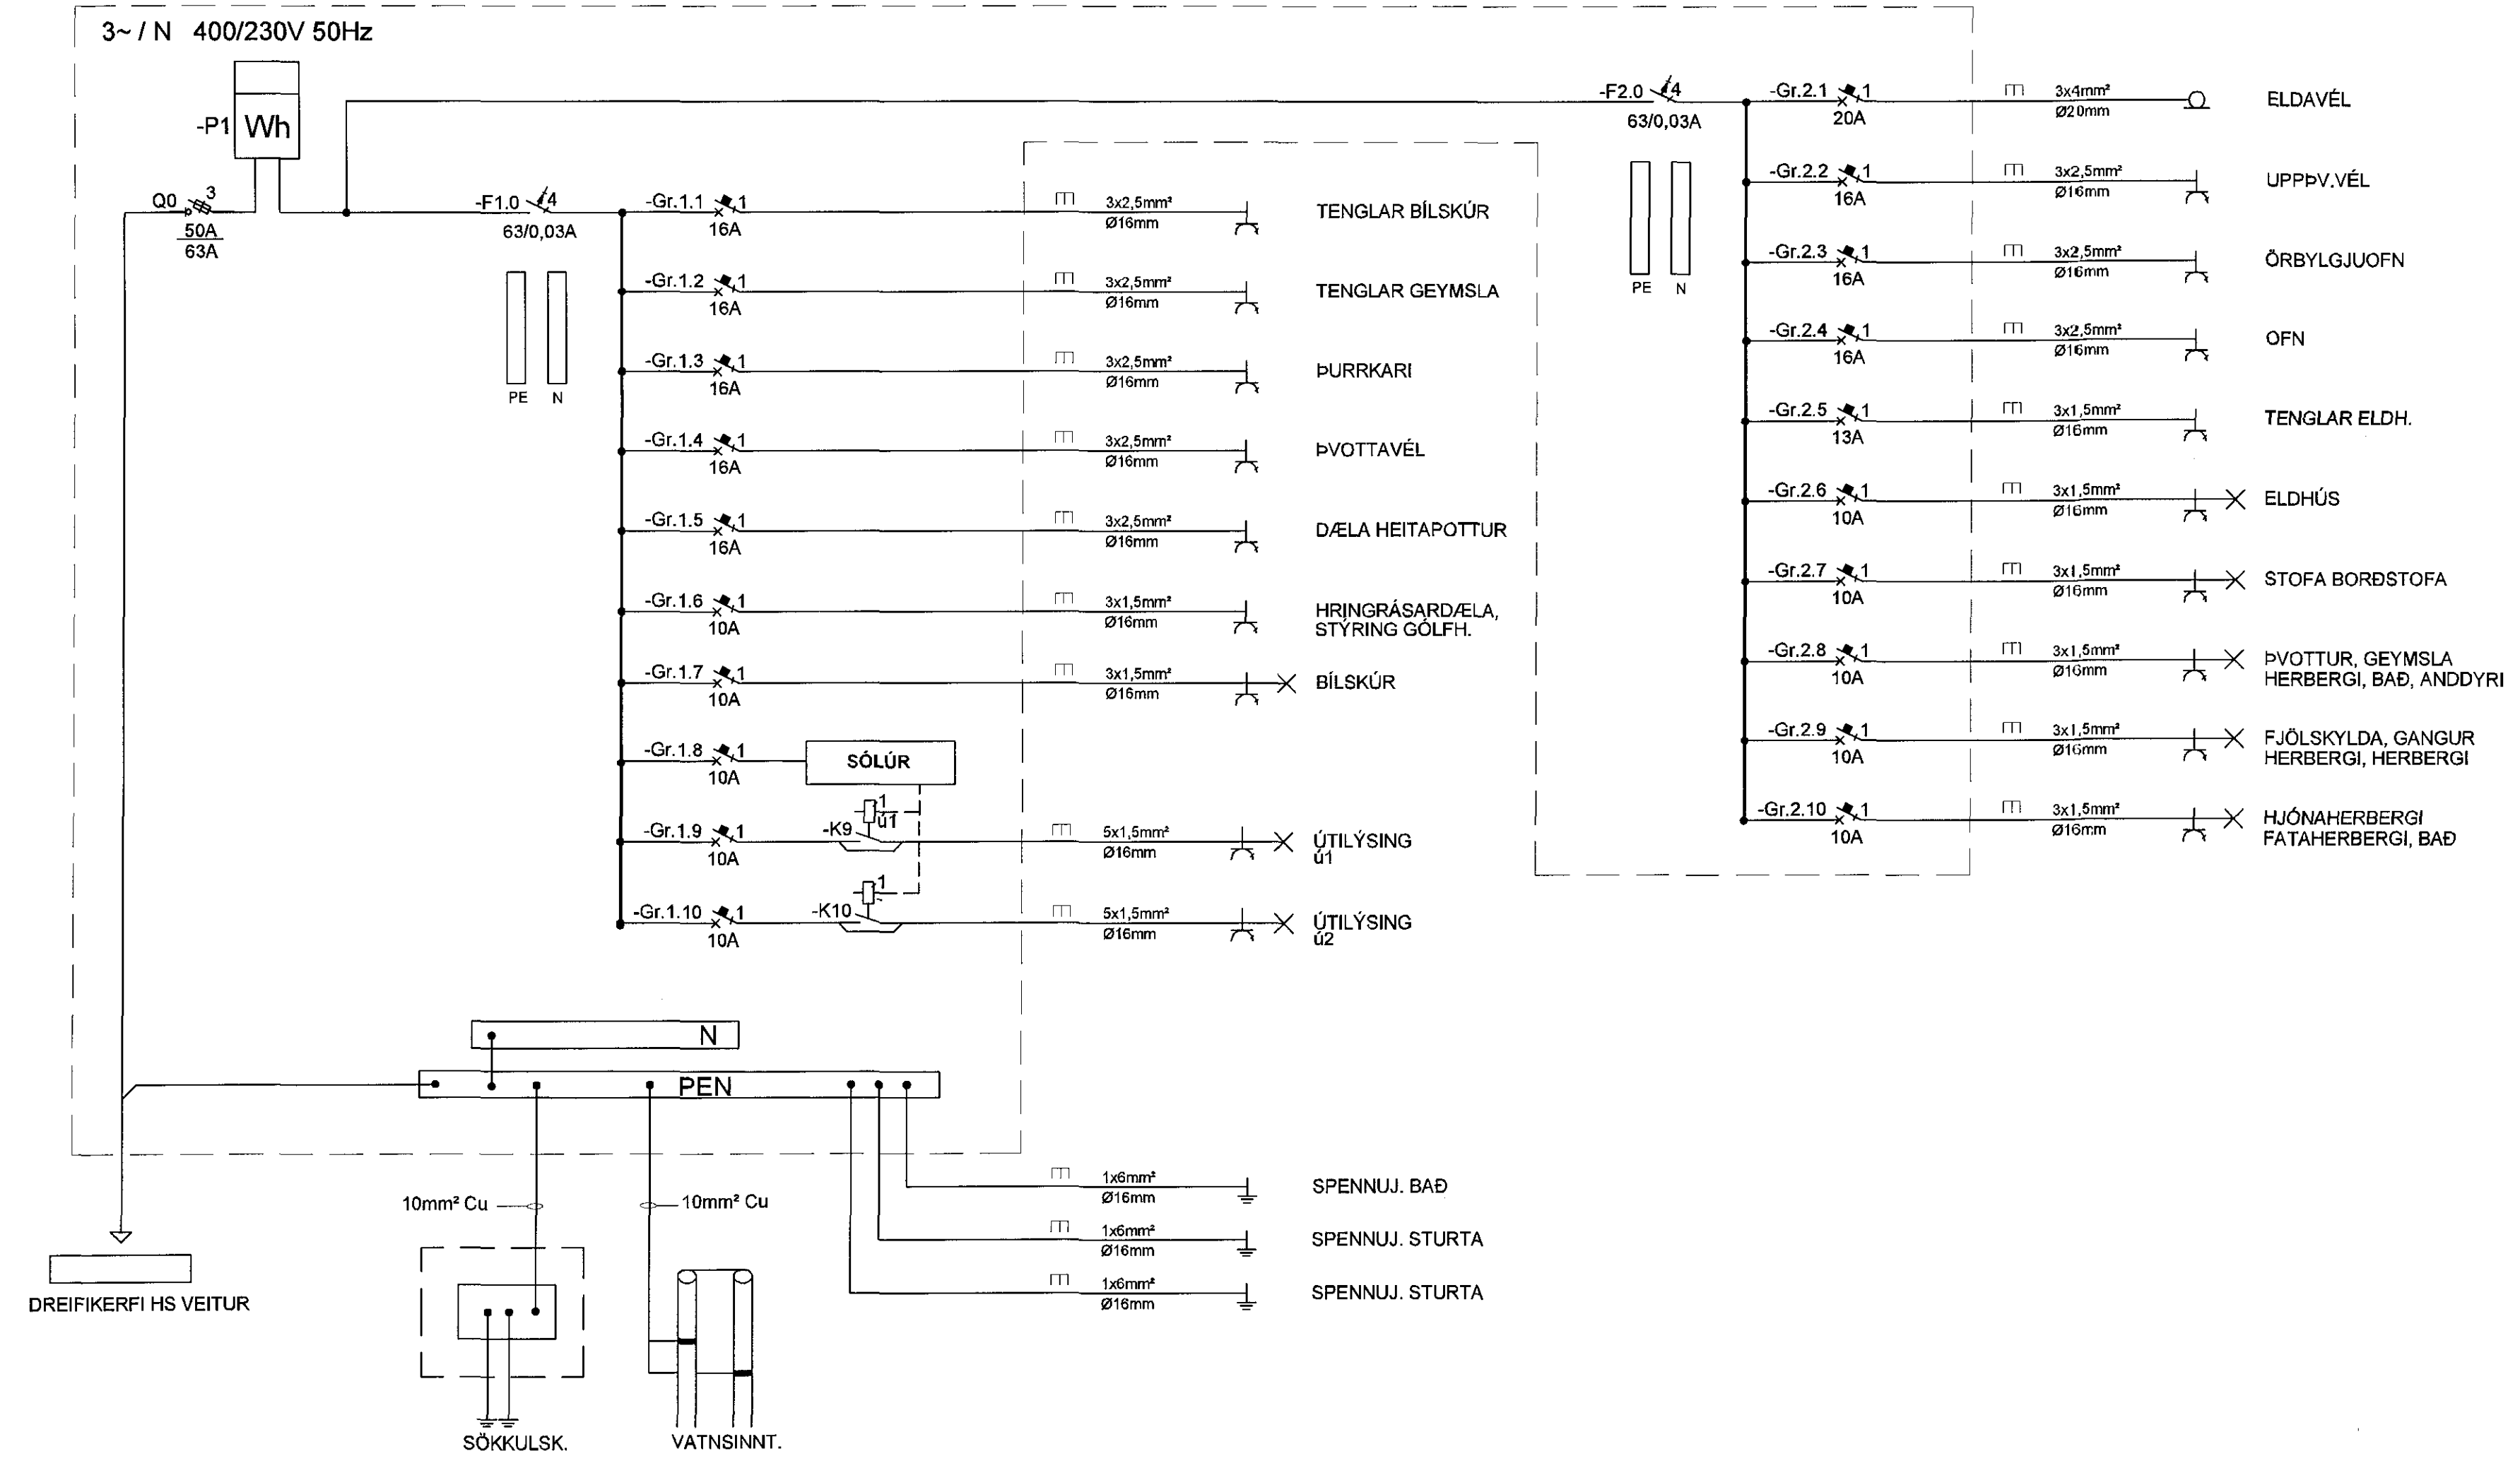 3~ / N 400/230V 50Hz
-P1 Wh
Q0 3
50A
63A
-F1.0 4
63/0,03A
PE N
-Gr.1.1 1
16A
3x2,5mm²
Ø16mm
TENGLAR BÍLSKÚR
-Gr.1.2 1
16A
3x2,5mm²
Ø16mm
TENGLAR GEYMSLA
-Gr.1.3 1
16A
3x2,5mm²
Ø16mm
ÞURRKARI
-Gr.1.4 1
16A
3x2,5mm²
Ø16mm
ÞVOTTAVÉL
-Gr.1.5 1
16A
3x2,5mm²
Ø16mm
DÆLA HEITAPOTTUR
-Gr.1.6 1
10A
3x1,5mm²
Ø16mm
HRINGRÁSARDÆLA,
STÝRING GÓLFH.
-Gr.1.7 1
10A
3x1,5mm²
Ø16mm
BÍLSKÚR
-Gr.1.8 1
10A
SÓLÚR
-Gr.1.9 1
10A
-K9
1
ú1
5x1,5mm²
Ø16mm
ÚTILÝSING
ú1
-Gr.1.10 1
10A
-K10
1
5x1,5mm²
Ø16mm
ÚTILÝSING
ú2
-F2.0 4
63/0,03A
PE N
-Gr.2.1 1
20A
3x4mm²
Ø20mm
ELDAVÉL
-Gr.2.2 1
16A
3x2,5mm²
Ø16mm
UPPÞV.VÉL
-Gr.2.3 1
16A
3x2,5mm²
Ø16mm
ÖRBYLGJUOFN
-Gr.2.4 1
16A
3x2,5mm²
Ø16mm
OFN
-Gr.2.5 1
13A
3x1,5mm²
Ø16mm
TENGLAR ELDH.
-Gr.2.6 1
10A
3x1,5mm²
Ø16mm
ELDHÚS
-Gr.2.7 1
10A
3x1,5mm²
Ø16mm
STOFA BORÐSTOFA
-Gr.2.8 1
10A
3x1,5mm²
Ø16mm
ÞVOTTUR, GEYMSLA
HERBERGI, BAÐ, ANDDYRI
-Gr.2.9 1
10A
3x1,5mm²
Ø16mm
FJÖLSKYLDA, GANGUR
HERBERGI, HERBERGI
-Gr.2.10 1
10A
3x1,5mm²
Ø16mm
HJÓNAHERBERGI
FATAHERBERGI, BAÐ
N
PEN
1x6mm²
Ø16mm
SPENNUJ. BAÐ
1x6mm²
Ø16mm
SPENNUJ. STURTA
1x6mm²
Ø16mm
SPENNUJ. STURTA
10mm² Cu
10mm² Cu
DREIFIKERFI HS VEITUR
SÖKKULSK.
VATNSINNT.